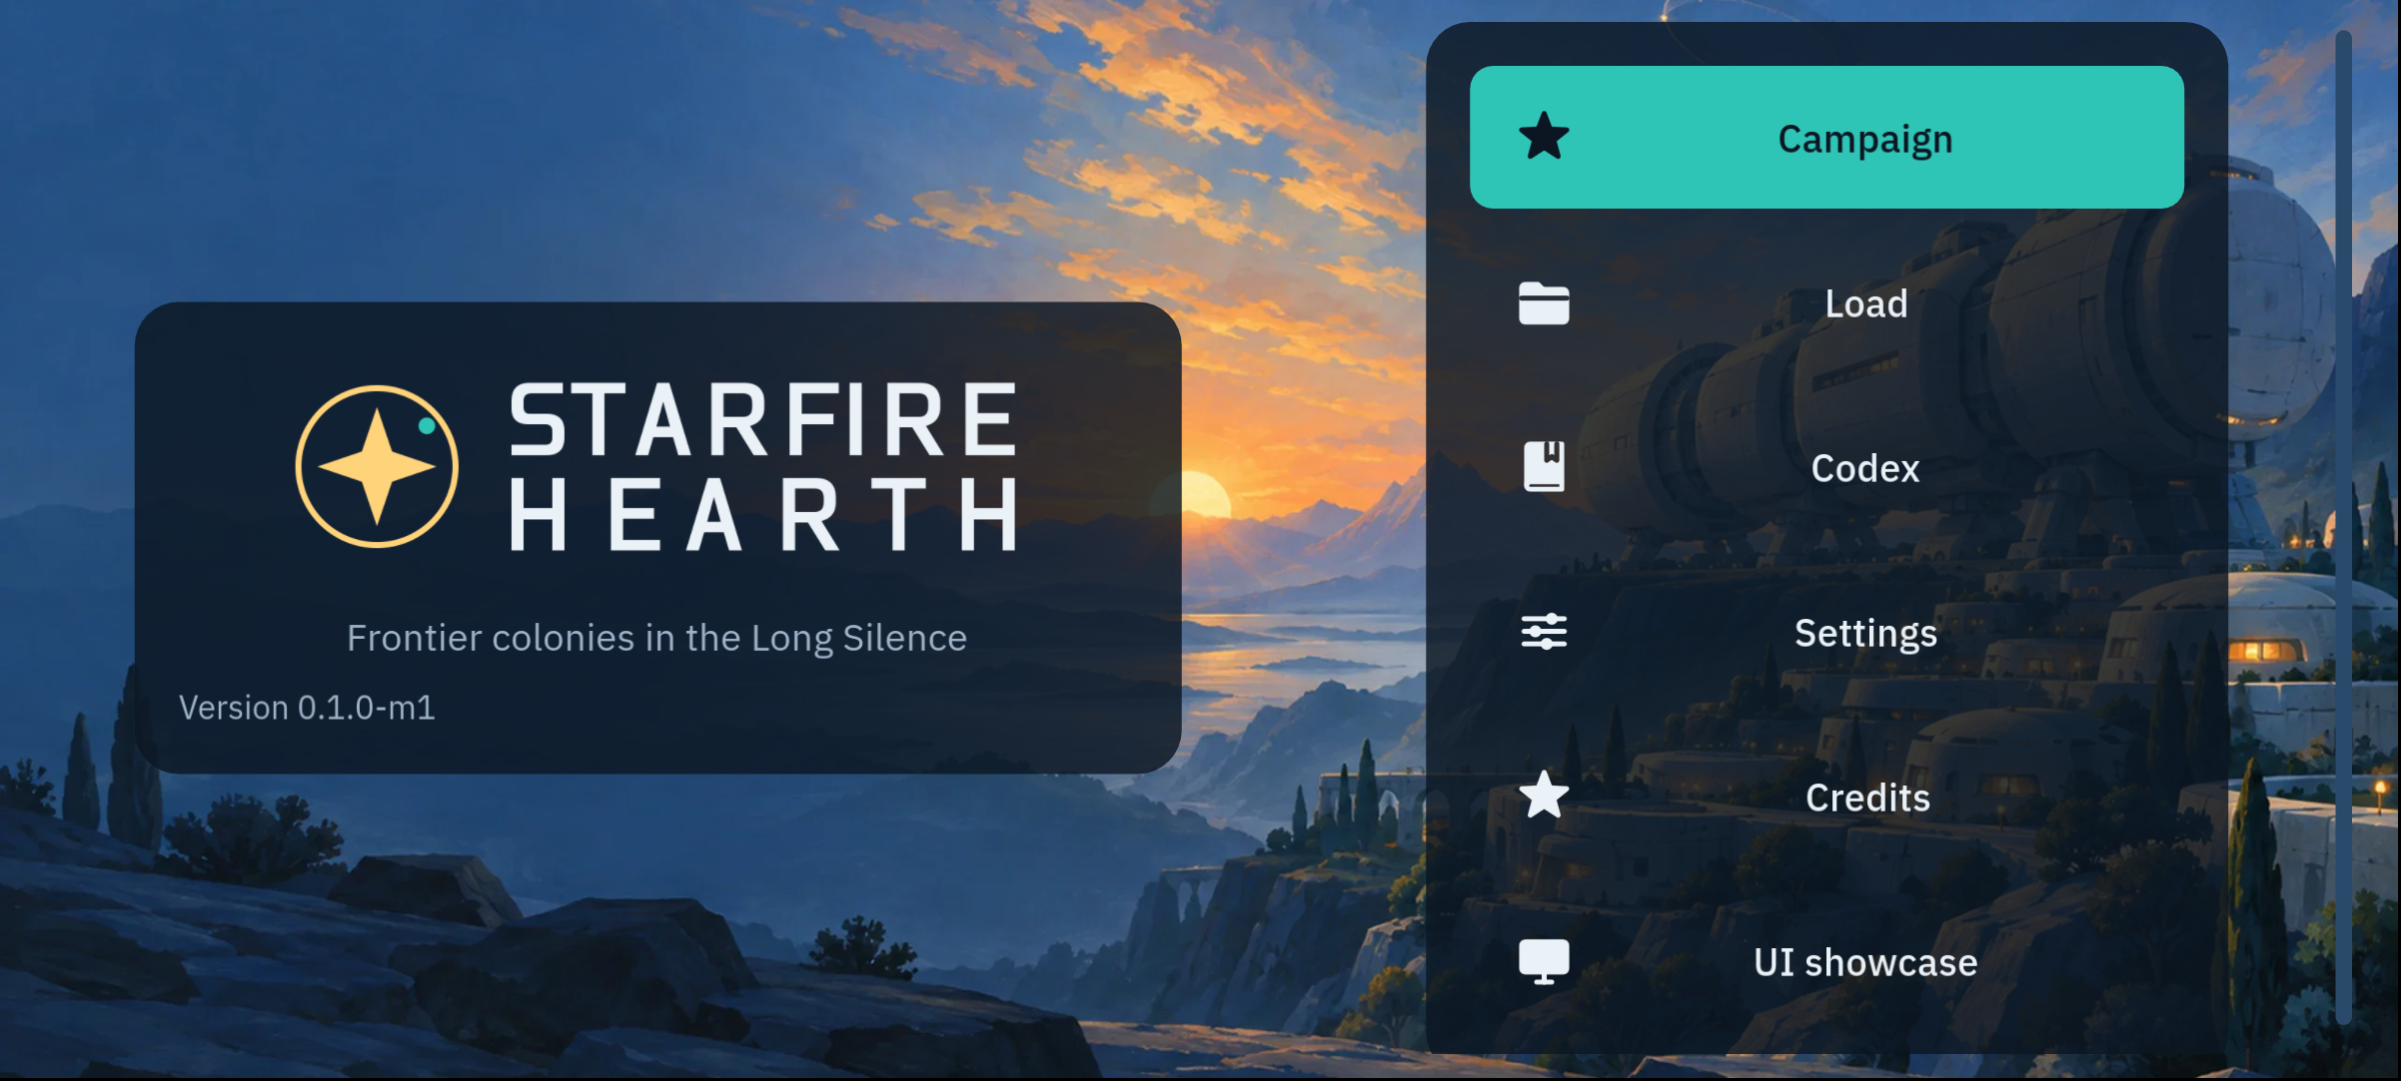 STARFIRE
HEARTH
Frontier colonies in the Long Silence
Version 0.1.0-m1
Campaign
Load
Codex
Settings
Credits
UI showcase